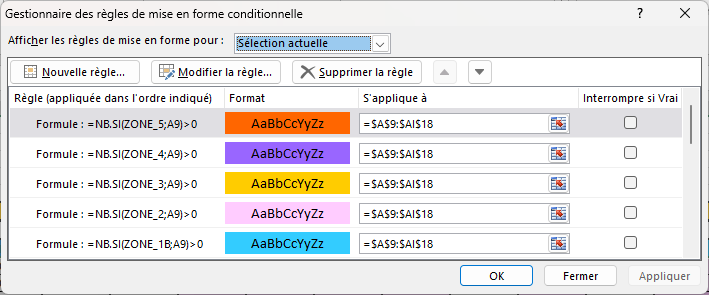 Gestionnaire des règles de mise en forme conditionnelle
Afficher les règles de mise en forme pour : Sélection actuelle
Nouvelle règle... Modifier la règle... Supprimer la règle
Règle (appliquée dans l'ordre indiqué) Format S'applique à Interrompre si Vrai
Formule : =NB.SI(ZONE_5;A9)>0 AaBbCcYyZz =$A$9:$AI$18
Formule : =NB.SI(ZONE_4;A9)>0 AaBbCcYyZz =$A$9:$AI$18
Formule : =NB.SI(ZONE_3;A9)>0 AaBbCcYyZz =$A$9:$AI$18
Formule : =NB.SI(ZONE_2;A9)>0 AaBbCcYyZz =$A$9:$AI$18
Formule : =NB.SI(ZONE_1B;A9)>0 AaBbCcYyZz =$A$9:$AI$18
OK Fermer Appliquer